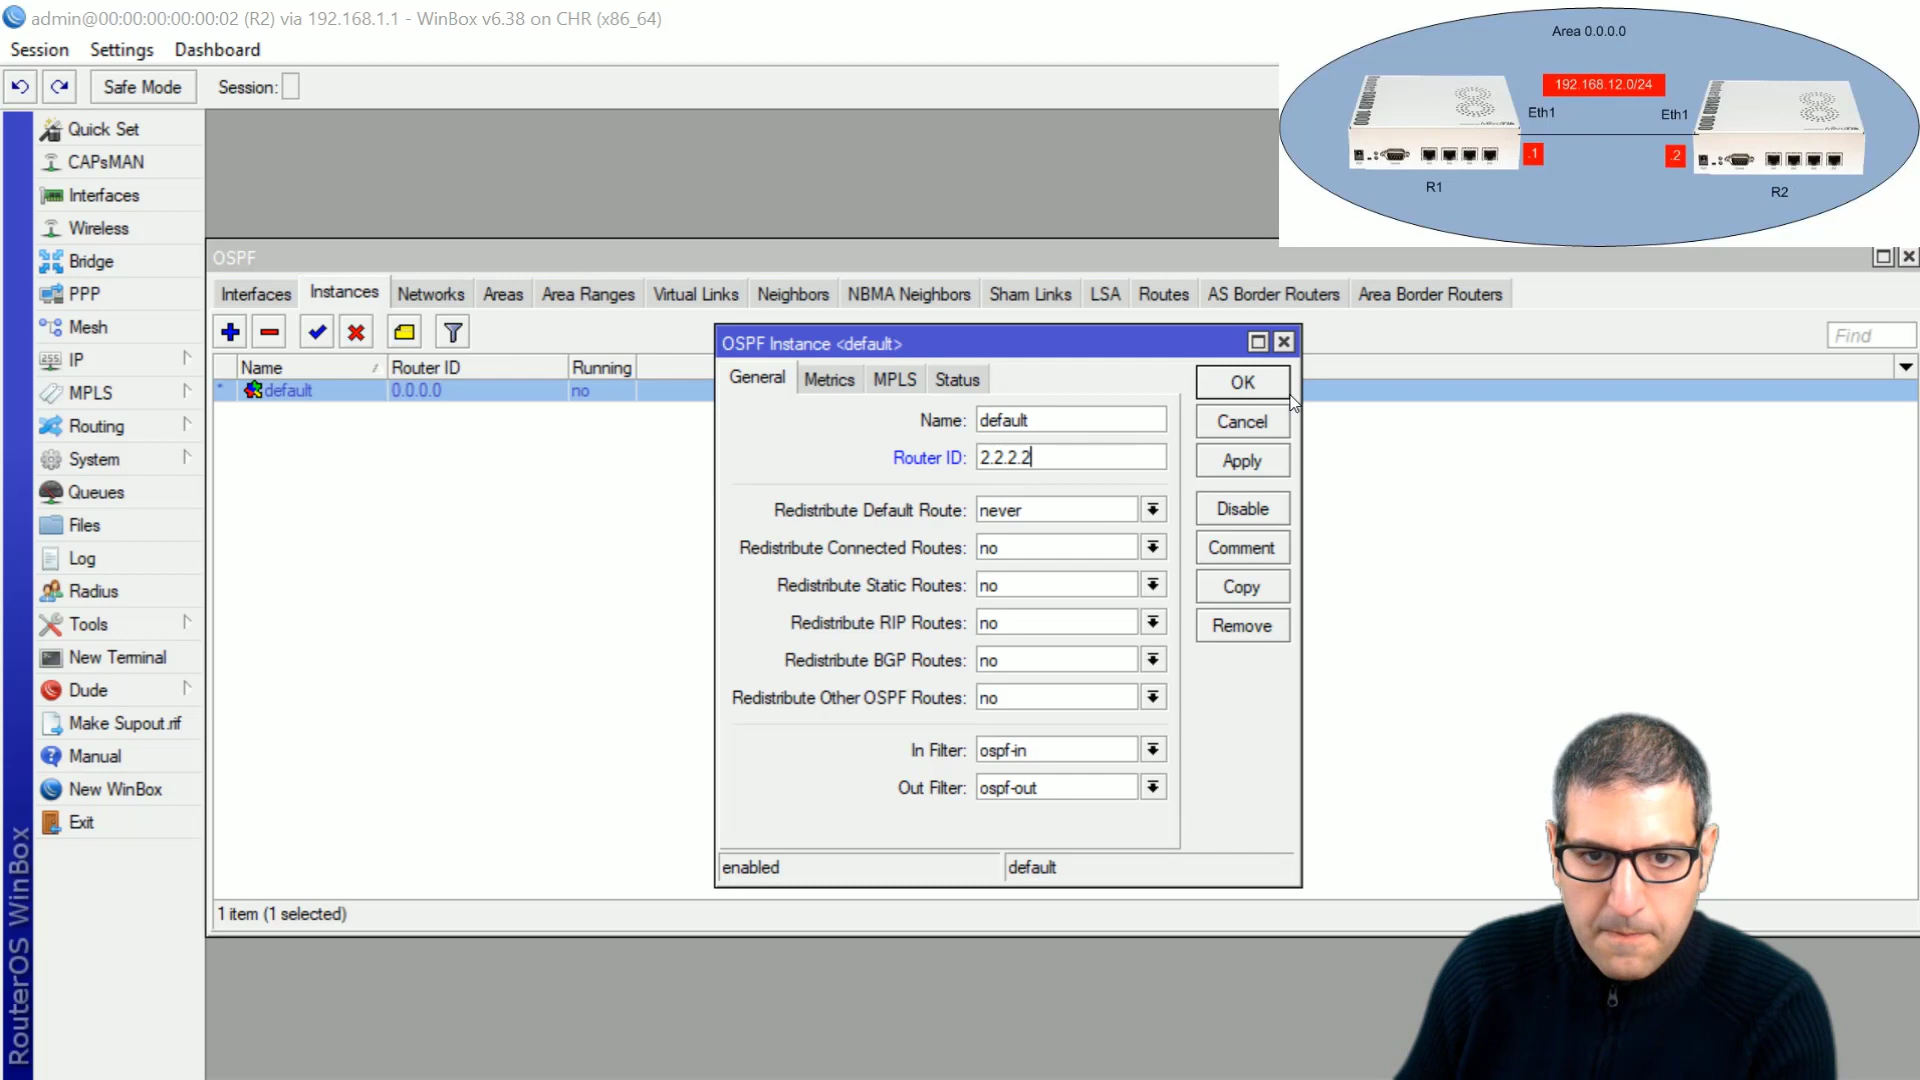 admin@00:00:00:00:00:02 (R2) via 192.168.1.1 - WinBox v6.38 on CHR (x86_64)
Session Settings Dashboard
Safe Mode Session:
Area 0.0.0.0
192.168.12.0/24
Eth1 Eth1
.1 .2
R1 R2
Quick Set
CAPsMAN
Interfaces
Wireless
Bridge
PPP
Mesh
IP
MPLS
Routing
System
Queues
Files
Log
Radius
Tools
New Terminal
Dude
Make Supout.rif
Manual
New WinBox
Exit
RouterOS WinBox
OSPF
Interfaces Instances Networks Areas Area Ranges Virtual Links Neighbors NBMA Neighbors Sham Links LSA Routes AS Border Routers Area Border Routers
Find
Name Router ID Running
* default 0.0.0.0 no
1 item (1 selected)
OSPF Instance <default>
General Metrics MPLS Status
Name: default
Router ID: 2.2.2.2
Redistribute Default Route: never
Redistribute Connected Routes: no
Redistribute Static Routes: no
Redistribute RIP Routes: no
Redistribute BGP Routes: no
Redistribute Other OSPF Routes: no
In Filter: ospf-in
Out Filter: ospf-out
OK
Cancel
Apply
Disable
Comment
Copy
Remove
enabled default